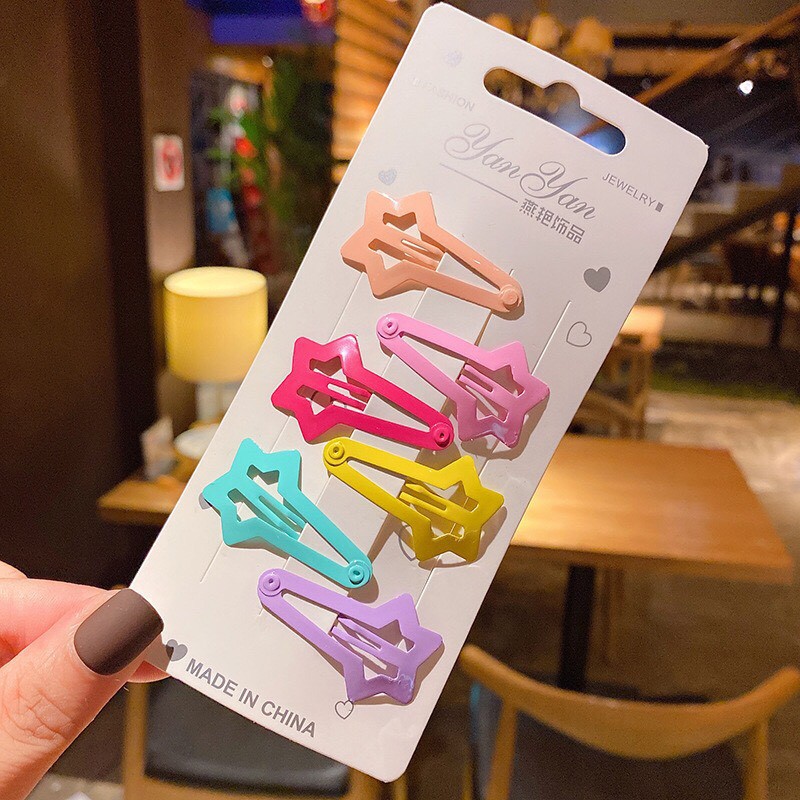 FASHION
JEWELRY
Yan Yan
燕艳饰品
MADE IN CHINA